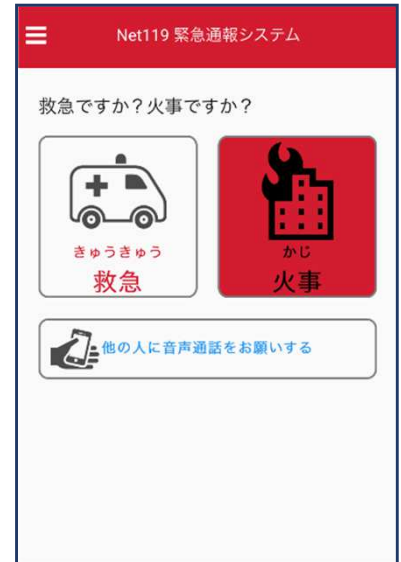 Net119 緊急通報システム
救急ですか？火事ですか？
きゅうきゅう
救急
かじ
火事
他の人に音声通話をお願いする